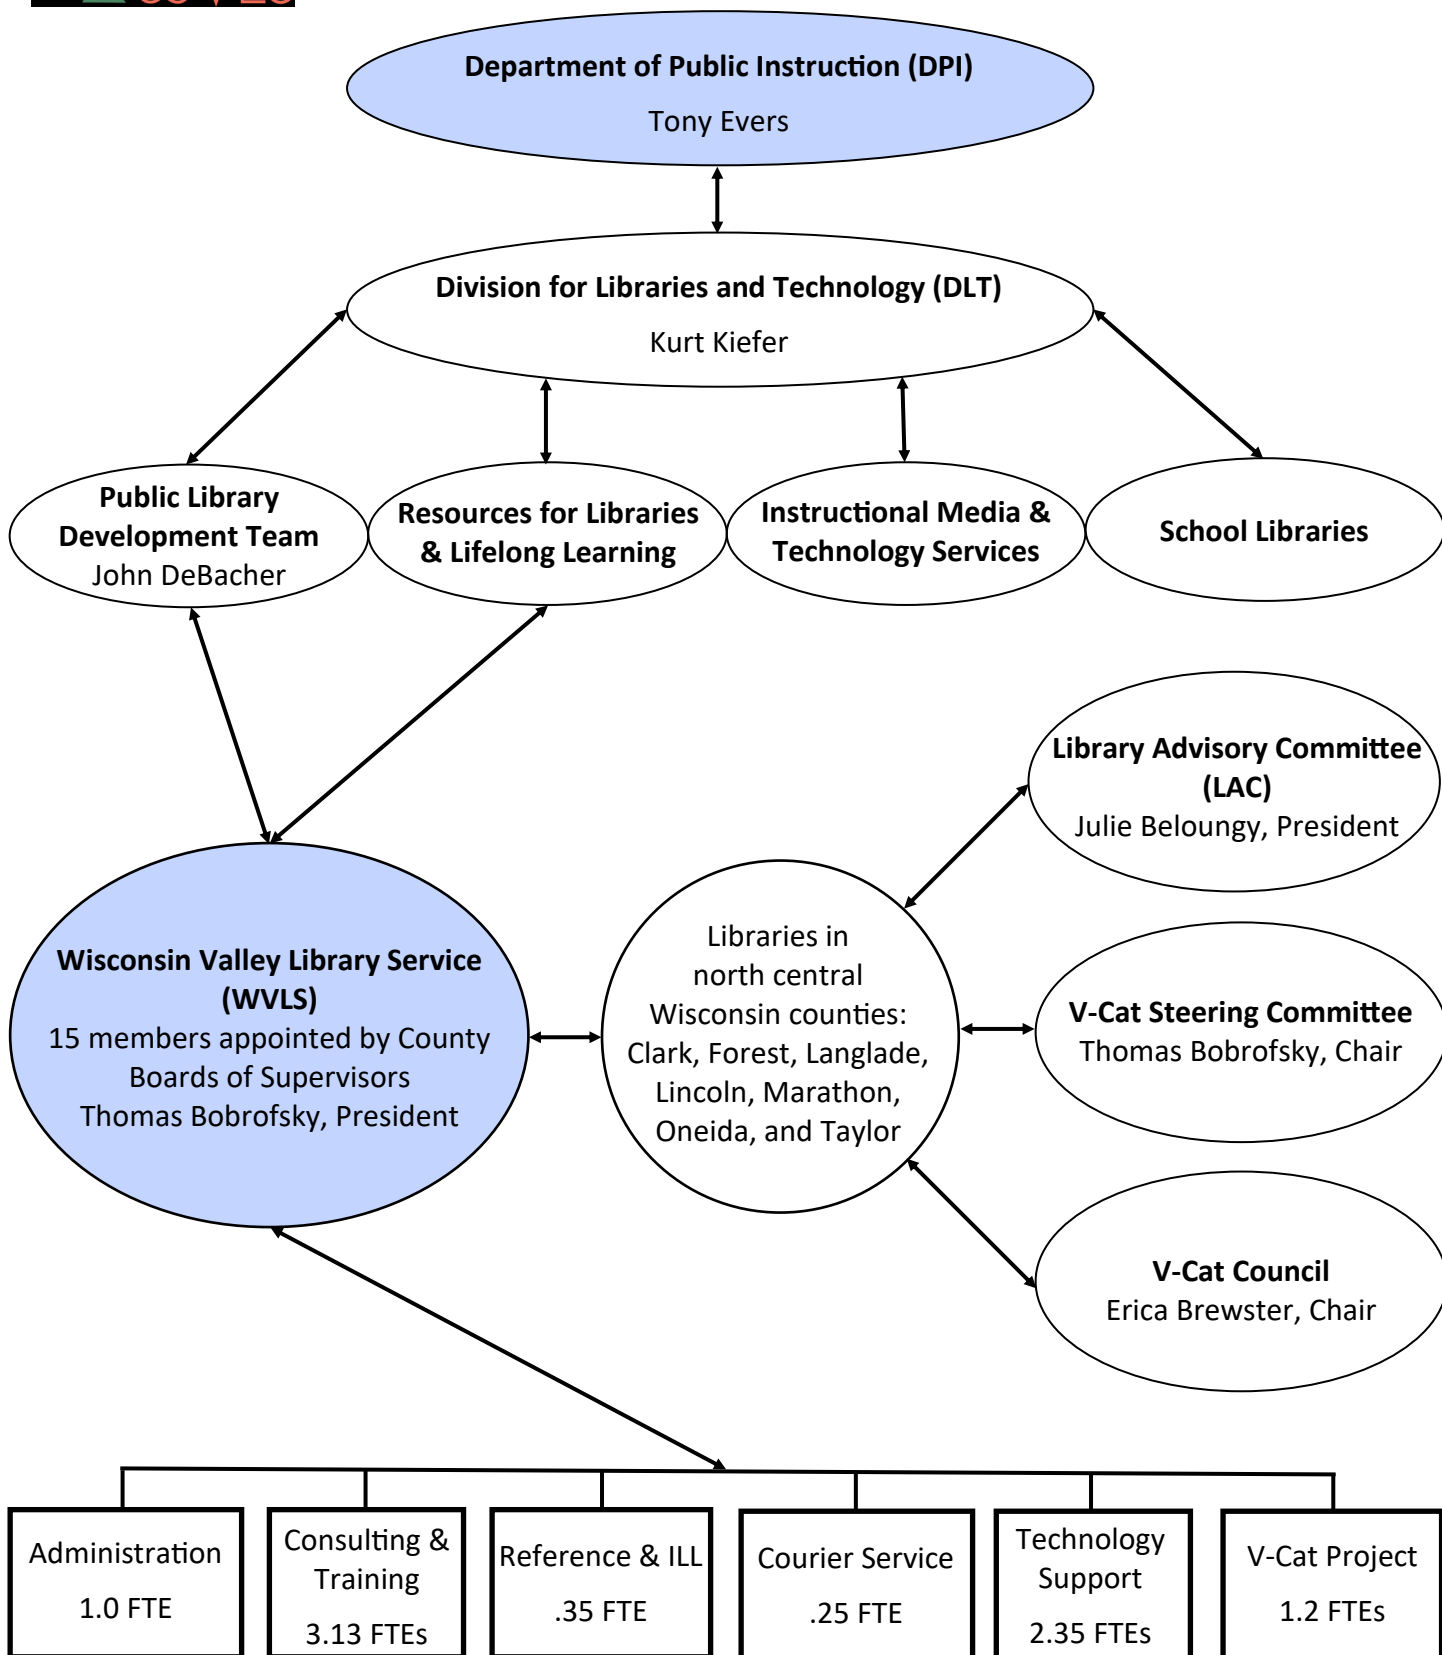 Department of Public Instruction (DPI)
Tony Evers
Division for Libraries and Technology (DLT)
Kurt Kiefer
Public Library
Development Team
John DeBacher
Resources for Libraries
& Lifelong Learning
Instructional Media &
Technology Services
School Libraries
Library Advisory Committee
(LAC)
Julie Beloungy, President
Wisconsin Valley Library Service
(WVLS)
15 members appointed by County
Boards of Supervisors
Thomas Bobrofsky, President
Libraries in
north central
Wisconsin counties:
Clark, Forest, Langlade,
Lincoln, Marathon,
Oneida, and Taylor
V-Cat Steering Committee
Thomas Bobrofsky, Chair
V-Cat Council
Erica Brewster, Chair
Administration
1.0 FTE
Consulting &
Training
3.13 FTEs
Reference & ILL
.35 FTE
Courier Service
.25 FTE
Technology
Support
2.35 FTEs
V-Cat Project
1.2 FTEs